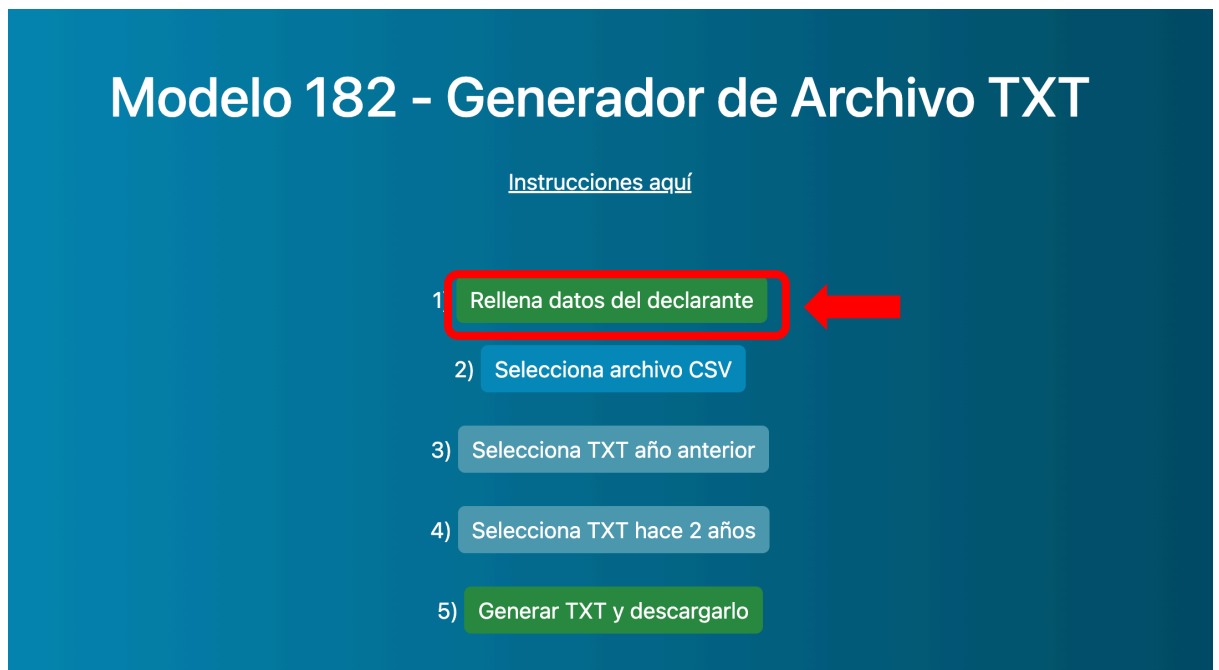 Modelo 182 - Generador de Archivo TXT
Instrucciones aquí
1) Rellena datos del declarante
2) Selecciona archivo CSV
3) Selecciona TXT año anterior
4) Selecciona TXT hace 2 años
5) Generar TXT y descargarlo